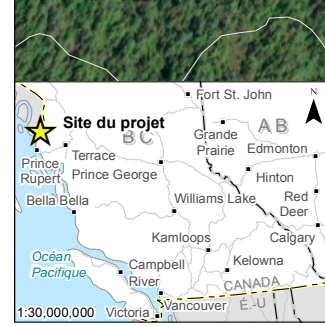 Fort St. John
Site du projet
BC
AB
Grande
Prairie
Edmonton
Prince
Rupert
Terrace
Prince George
Hinton
Bella Bella
Williams Lake
Red
Deer
Kamloops
Calgary
Océan
Pacifique
Campbell
River
Kelowna
CANADA
É.-U
Vancouver
Victoria
1:30,000,000